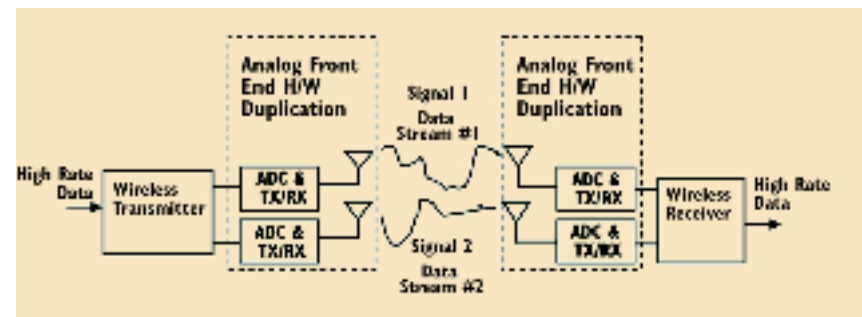 Analog Front
End H/W
Duplication
Analog Front
End H/W
Duplication
Signal 1
Data
Stream #1
High Rate
Data
Wireless
Transmitter
ADC &
TX/RX
ADC &
TX/RX
Signal 2
Data
Stream #2
ADC &
TX/RX
ADC &
TX/RX
Wireless
Receiver
High Rate
Data